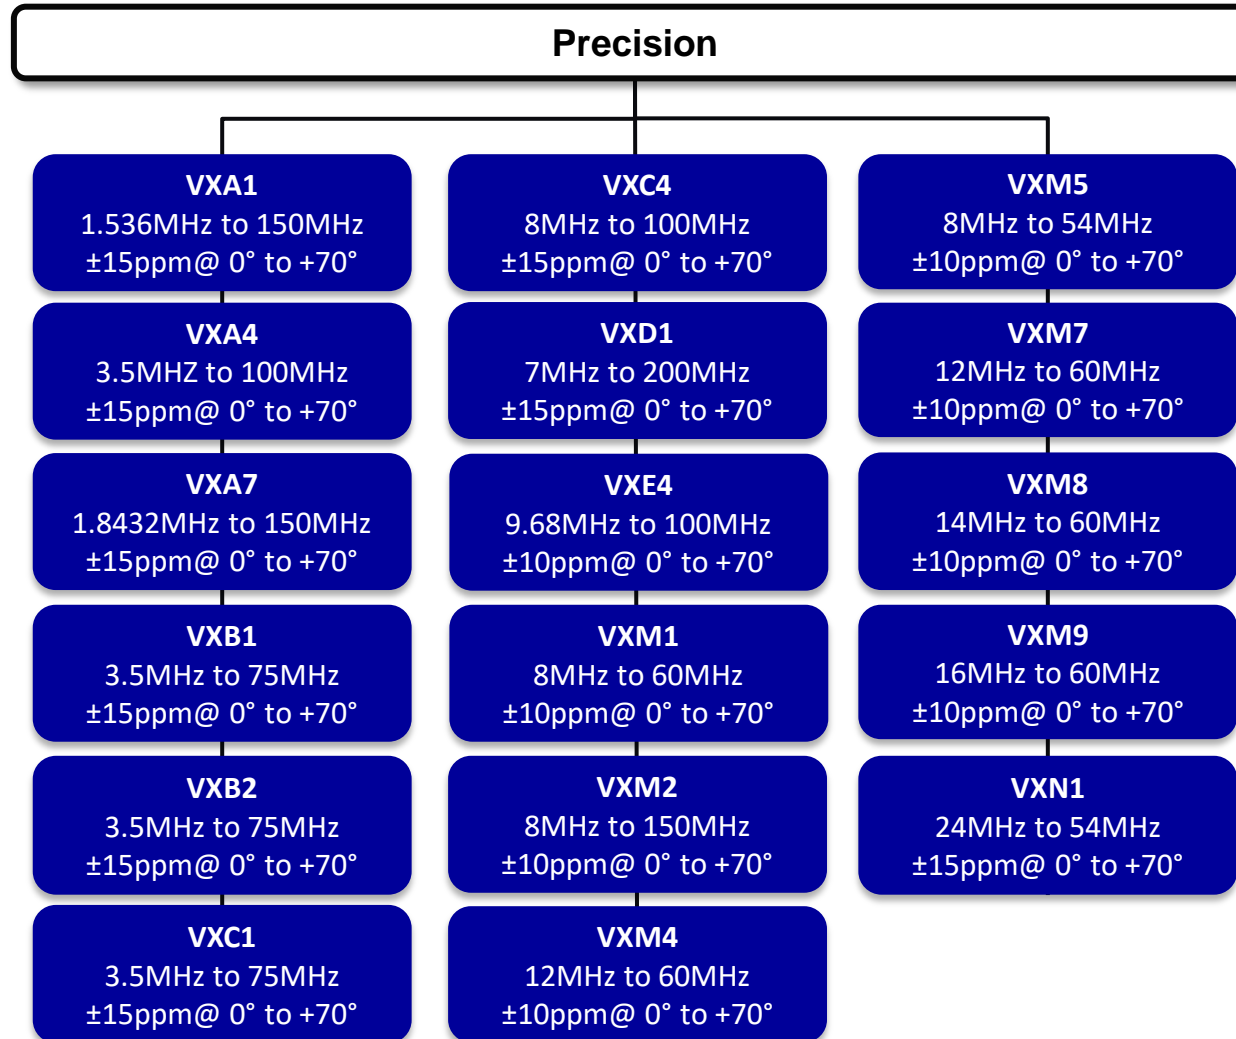 Precision
VXA1
1.536MHz to 150MHz
±15ppm@ 0° to +70°
VXA4
3.5MHZ to 100MHz
±15ppm@ 0° to +70°
VXA7
1.8432MHz to 150MHz
±15ppm@ 0° to +70°
VXB1
3.5MHz to 75MHz
±15ppm@ 0° to +70°
VXB2
3.5MHz to 75MHz
±15ppm@ 0° to +70°
VXC1
3.5MHz to 75MHz
±15ppm@ 0° to +70°
VXC4
8MHz to 100MHz
±15ppm@ 0° to +70°
VXD1
7MHz to 200MHz
±15ppm@ 0° to +70°
VXE4
9.68MHz to 100MHz
±10ppm@ 0° to +70°
VXM1
8MHz to 60MHz
±10ppm@ 0° to +70°
VXM2
8MHz to 150MHz
±10ppm@ 0° to +70°
VXM4
12MHz to 60MHz
±10ppm@ 0° to +70°
VXM5
8MHz to 54MHz
±10ppm@ 0° to +70°
VXM7
12MHz to 60MHz
±10ppm@ 0° to +70°
VXM8
14MHz to 60MHz
±10ppm@ 0° to +70°
VXM9
16MHz to 60MHz
±10ppm@ 0° to +70°
VXN1
24MHz to 54MHz
±15ppm@ 0° to +70°